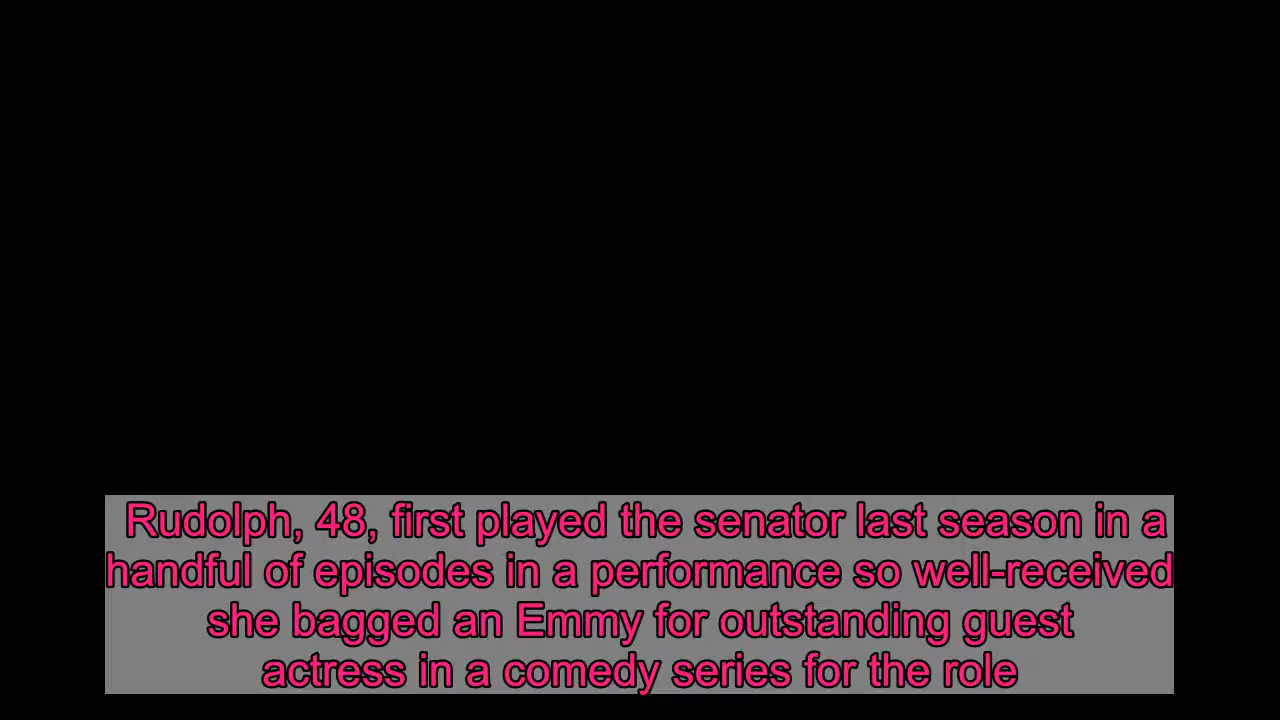 Rudolph, 48, first played the senator last season in a
handful of episodes in a performance so well-received
she bagged an Emmy for outstanding guest
actress in a comedy series for the role